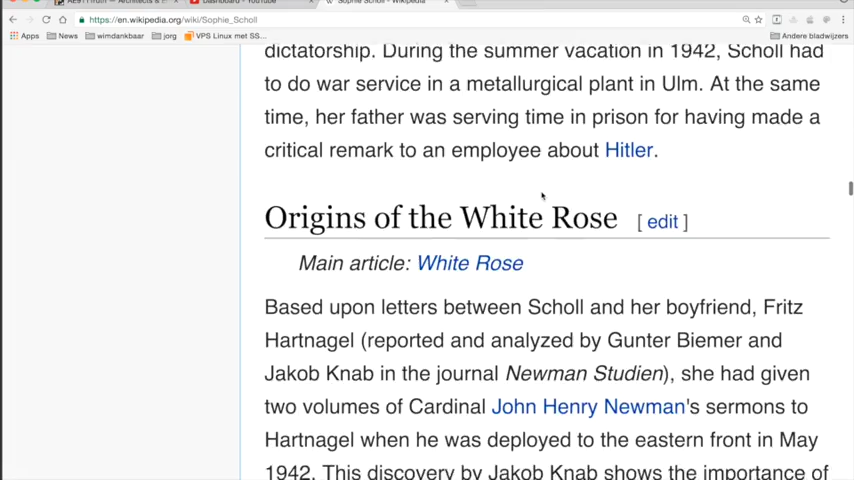 Dashboard - YouTube
Sophie Scholl - Wikipedia
https://en.wikipedia.org/wiki/Sophie_Scholl
Apps News wimdankbaar jorg VPS Linux met SS... Andere bladwijzers
dictatorship. During the summer vacation in 1942, Scholl had
to do war service in a metallurgical plant in Ulm. At the same
time, her father was serving time in prison for having made a
critical remark to an employee about Hitler.
Origins of the White Rose [ edit ]
Main article: White Rose
Based upon letters between Scholl and her boyfriend, Fritz
Hartnagel (reported and analyzed by Gunter Biemer and
Jakob Knab in the journal Newman Studien), she had given
two volumes of Cardinal John Henry Newman's sermons to
Hartnagel when he was deployed to the eastern front in May
1942. This discovery by Jakob Knab shows the importance of